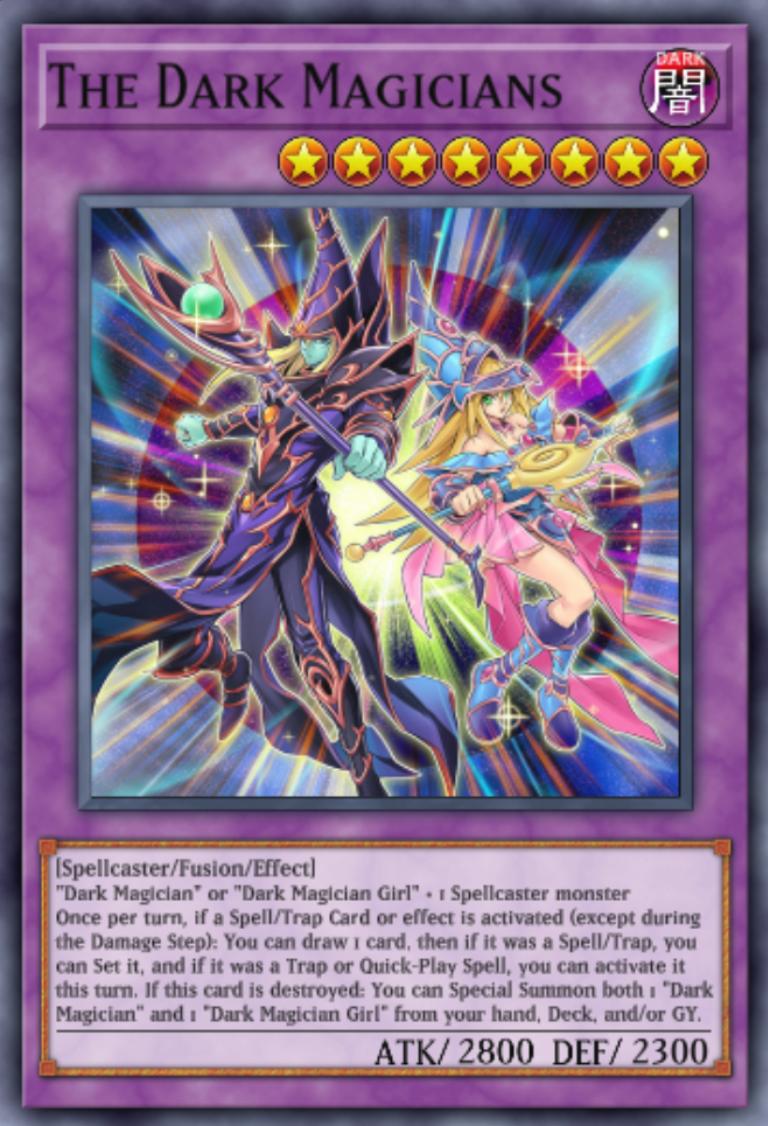 THE DARK MAGICIANS
DARK
闇
[Spellcaster/Fusion/Effect]
"Dark Magician" or "Dark Magician Girl" + 1 Spellcaster monster
Once per turn, if a Spell/Trap Card or effect is activated (except during
the Damage Step): You can draw 1 card, then if it was a Spell/Trap, you
can Set it, and if it was a Trap or Quick-Play Spell, you can activate it
this turn. If this card is destroyed: You can Special Summon both 1 "Dark
Magician" and 1 "Dark Magician Girl" from your hand, Deck, and/or GY.
ATK/ 2800 DEF/ 2300